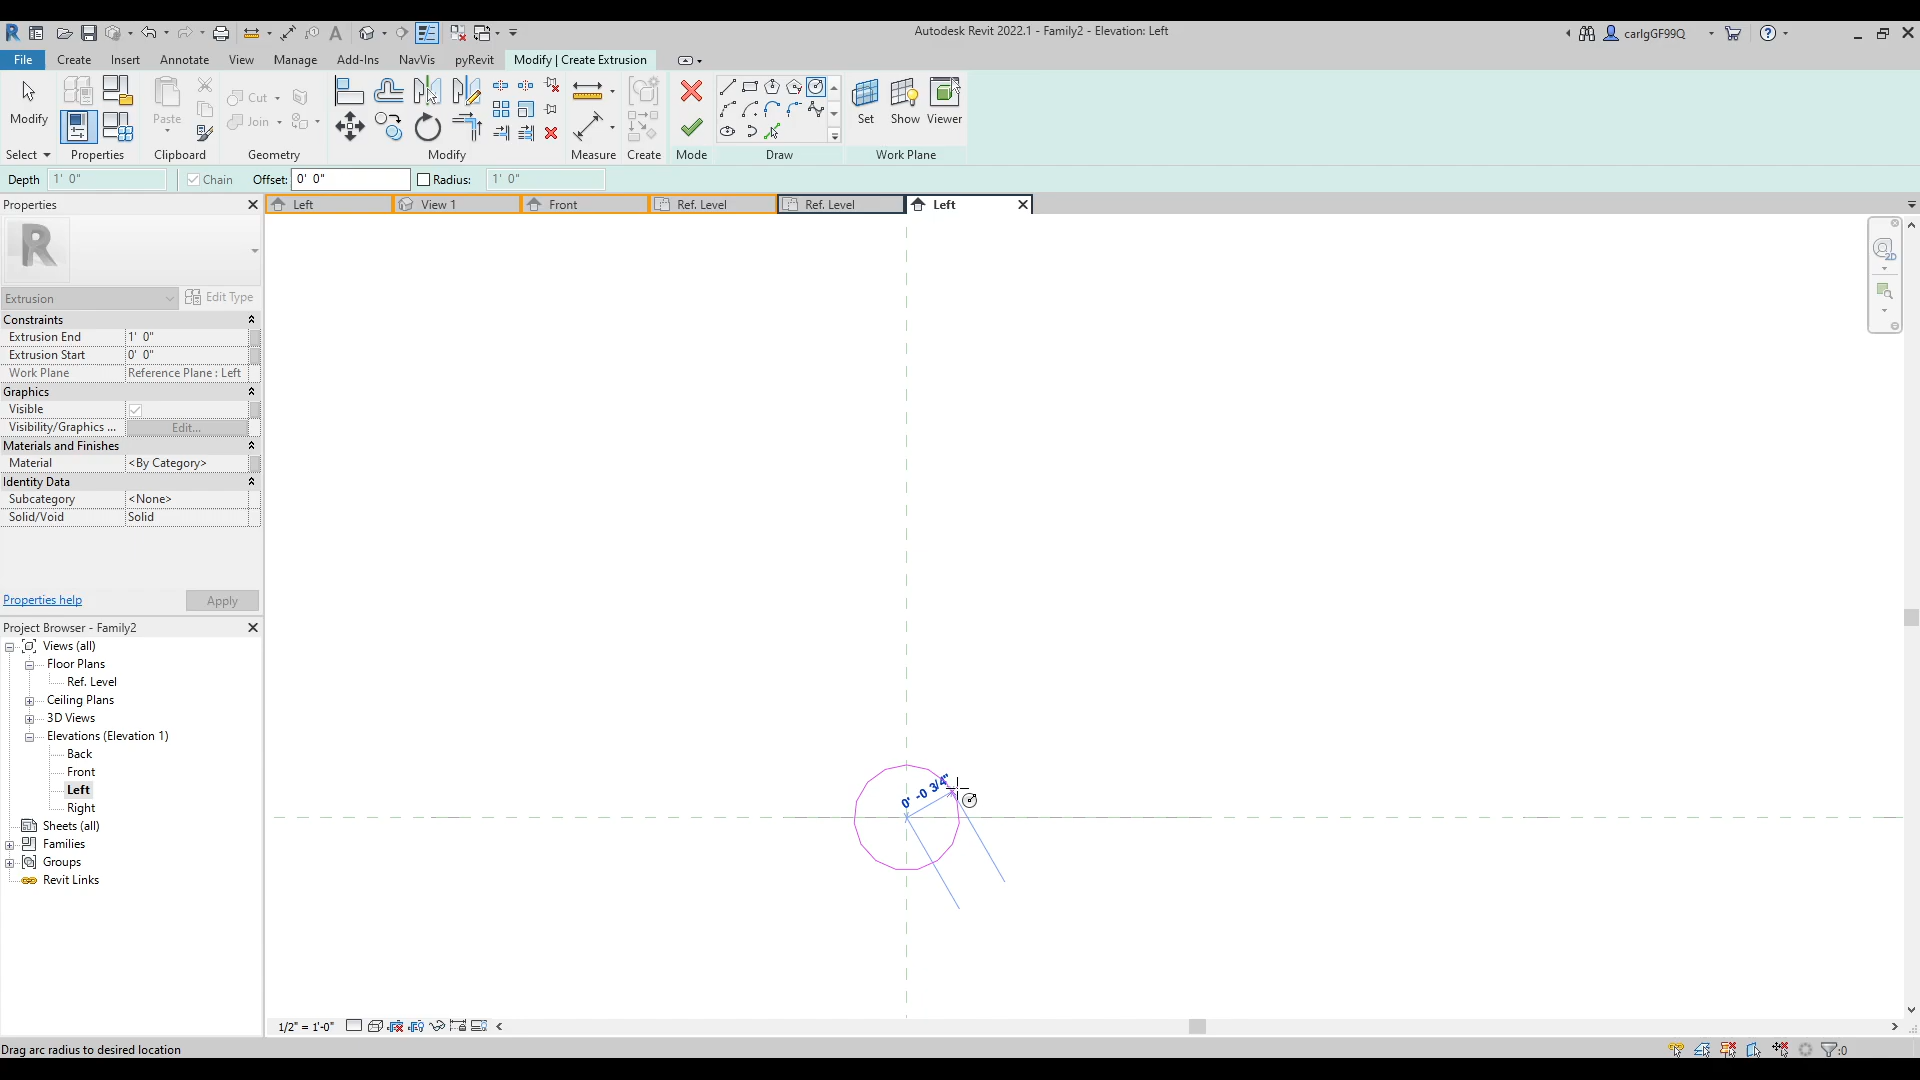 Autodesk Revit 2022.1 - Family2 - Elevation: Left
carlgGF99Q
File Create Insert Annotate View Manage Add-Ins NavVis pyRevit Modify | Create Extrusion
Modify
Paste
Cut
Join
Set
Show
Viewer
Select Properties Clipboard Geometry Modify Measure Create Mode Draw Work Plane
Depth 1' 0" Chain Offset: 0' 0" Radius: 1' 0"
Properties
Left
View 1
Front
Ref. Level
Ref. Level
Left
2D
Extrusion
Edit Type
Constraints
Extrusion End 1' 0"
Extrusion Start 0' 0"
Work Plane Reference Plane : Left
Graphics
Visible
Visibility/Graphics ... Edit...
Materials and Finishes
Material <By Category>
Identity Data
Subcategory <None>
Solid/Void Solid
Properties help
Apply
Project Browser - Family2
Views (all)
Floor Plans
Ref. Level
Ceiling Plans
3D Views
Elevations (Elevation 1)
Back
Front
Left
Right
Sheets (all)
Families
Groups
Revit Links
0' -0 3/4"
1/2" = 1'-0"
Drag arc radius to desired location
:0